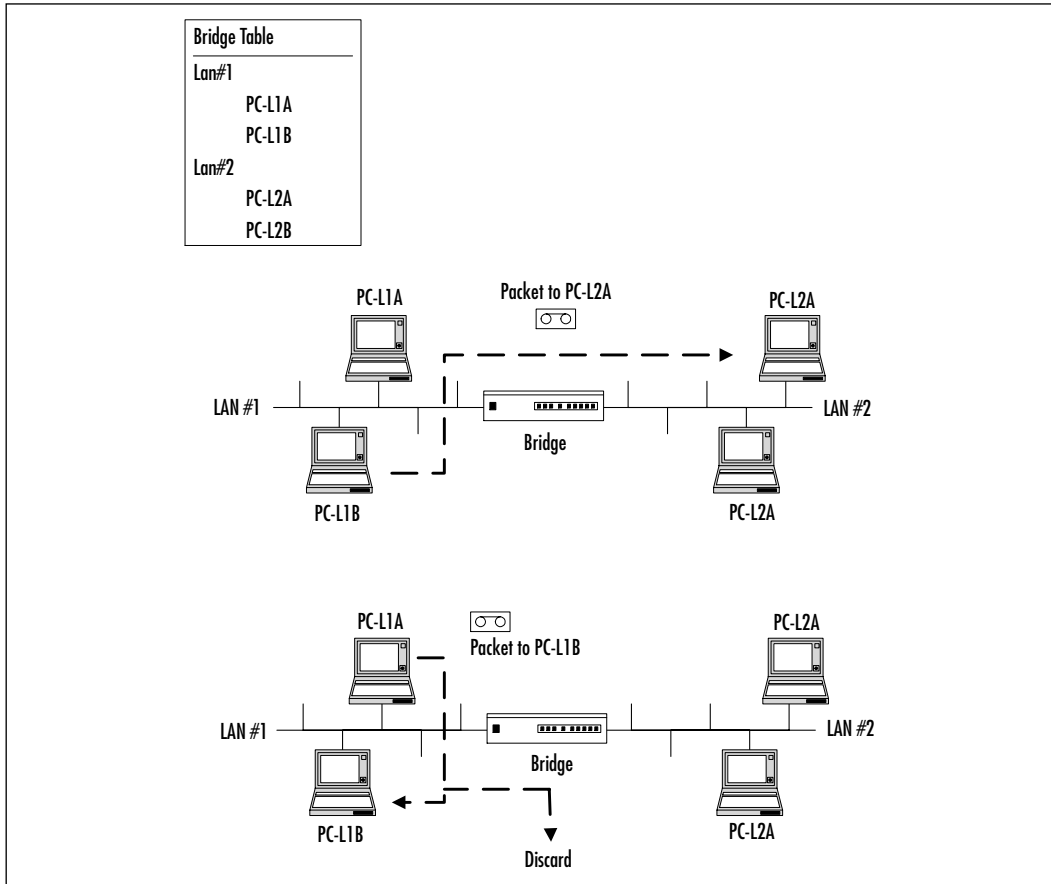 Bridge Table
Lan#1
PC-L1A
PC-L1B
Lan#2
PC-L2A
PC-L2B
PC-L1A
Packet to PC-L2A
PC-L2A
LAN #1
LAN #2
Bridge
PC-L1B
PC-L2A
PC-L1A
Packet to PC-L1B
PC-L2A
LAN #1
LAN #2
Bridge
PC-L1B
PC-L2A
Discard